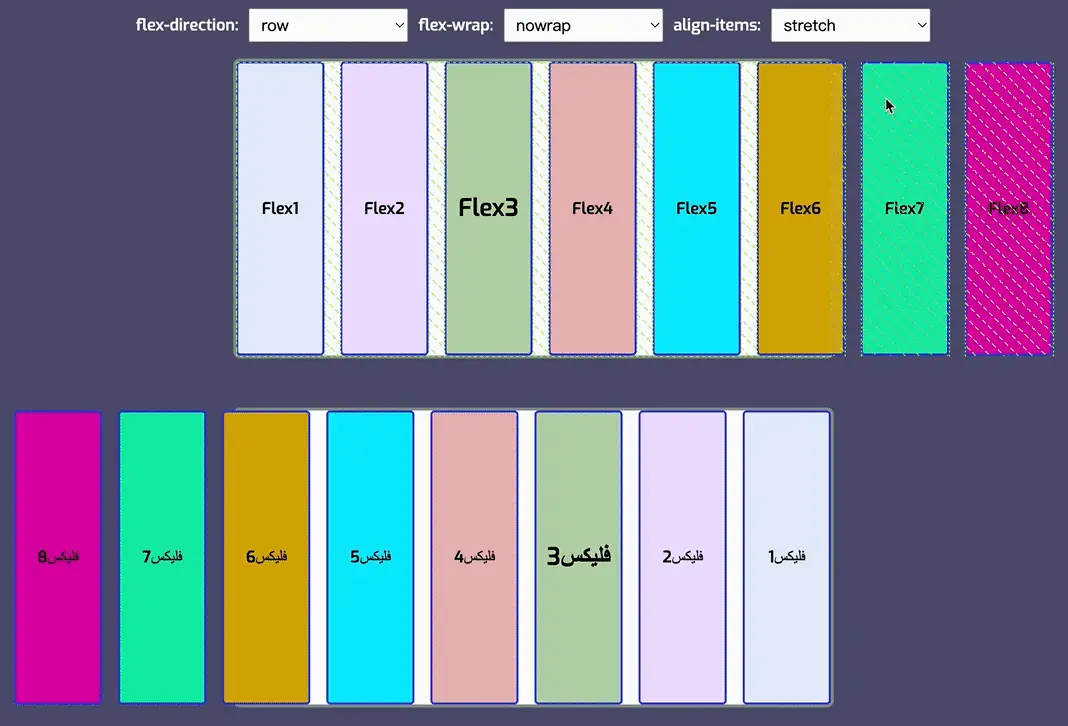 flex-direction: row flex-wrap: nowrap align-items: stretch
Flex1 Flex2 Flex3 Flex4 Flex5 Flex6 Flex7 Flex8
فليكس1 فليكس2 فليكس3 فليكس4 فليكس5 فليكس6 فليكس7 فليكس8